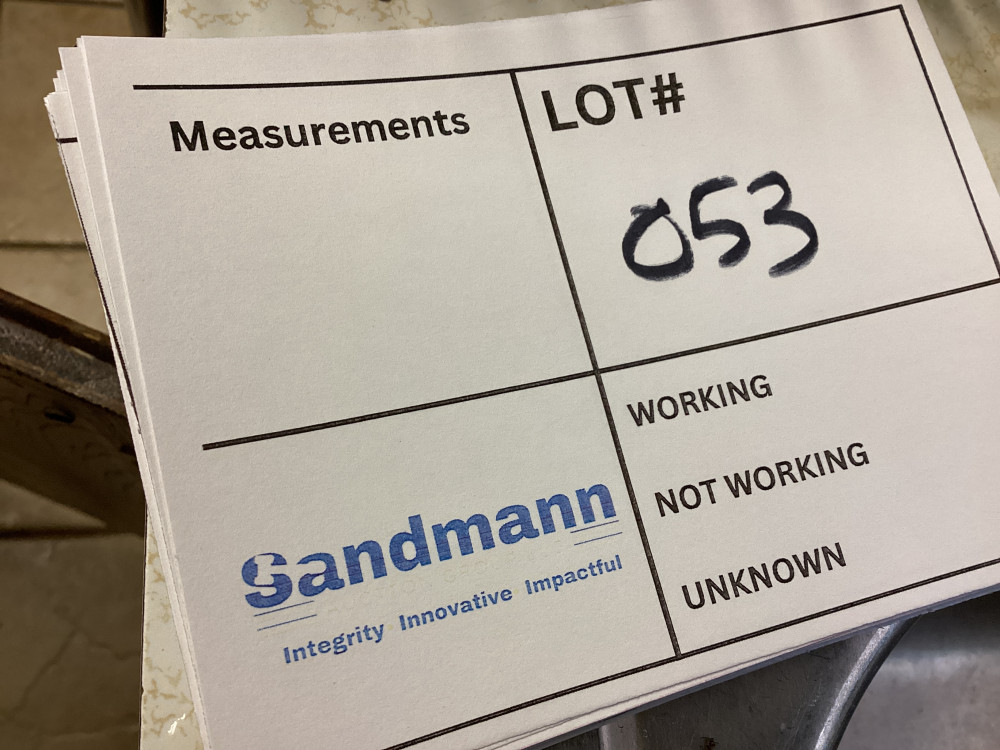 Measurements
LOT#
053
WORKING
NOT WORKING
UNKNOWN
Sandmann
Integrity Innovative Impactful